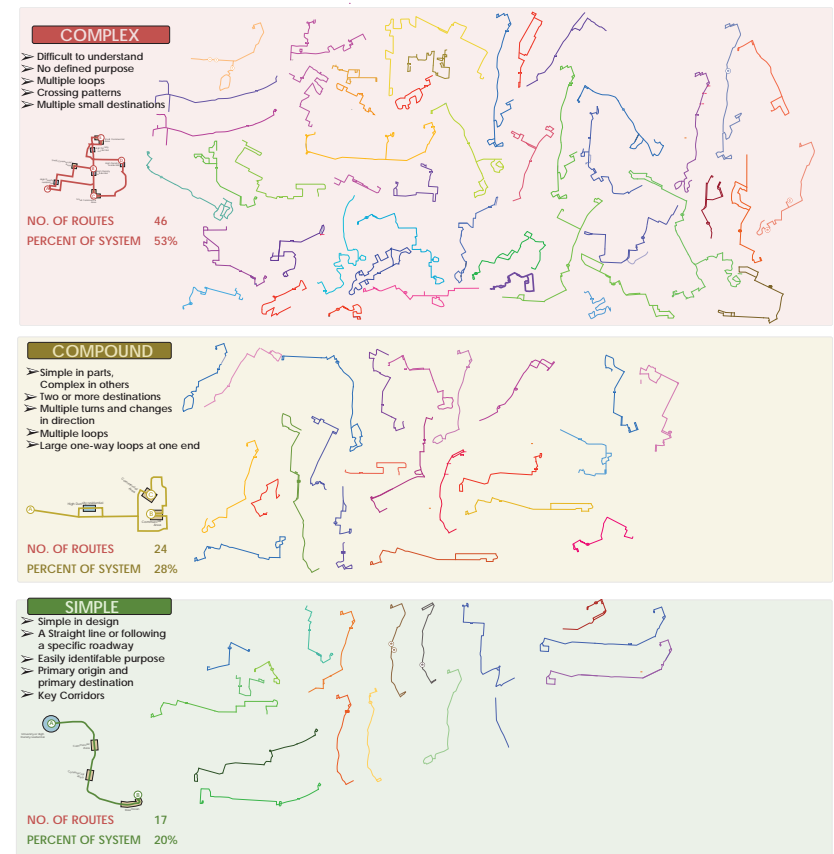 COMPLEX
➢ Difficult to understand
➢ No defined purpose
➢ Multiple loops
➢ Crossing patterns
➢ Multiple small destinations
NO. OF ROUTES 46
PERCENT OF SYSTEM 53%
COMPOUND
➢ Simple in parts,
Complex in others
➢ Two or more destinations
➢ Multiple turns and changes
in direction
➢ Multiple loops
➢ Large one-way loops at one end
A
C
B
NO. OF ROUTES 24
PERCENT OF SYSTEM 28%
SIMPLE
➢ Simple in design
➢ A Straight line or following
a specific roadway
➢ Easily identifable purpose
➢ Primary origin and
primary destination
➢ Key Corridors
A
B
NO. OF ROUTES 17
PERCENT OF SYSTEM 20%